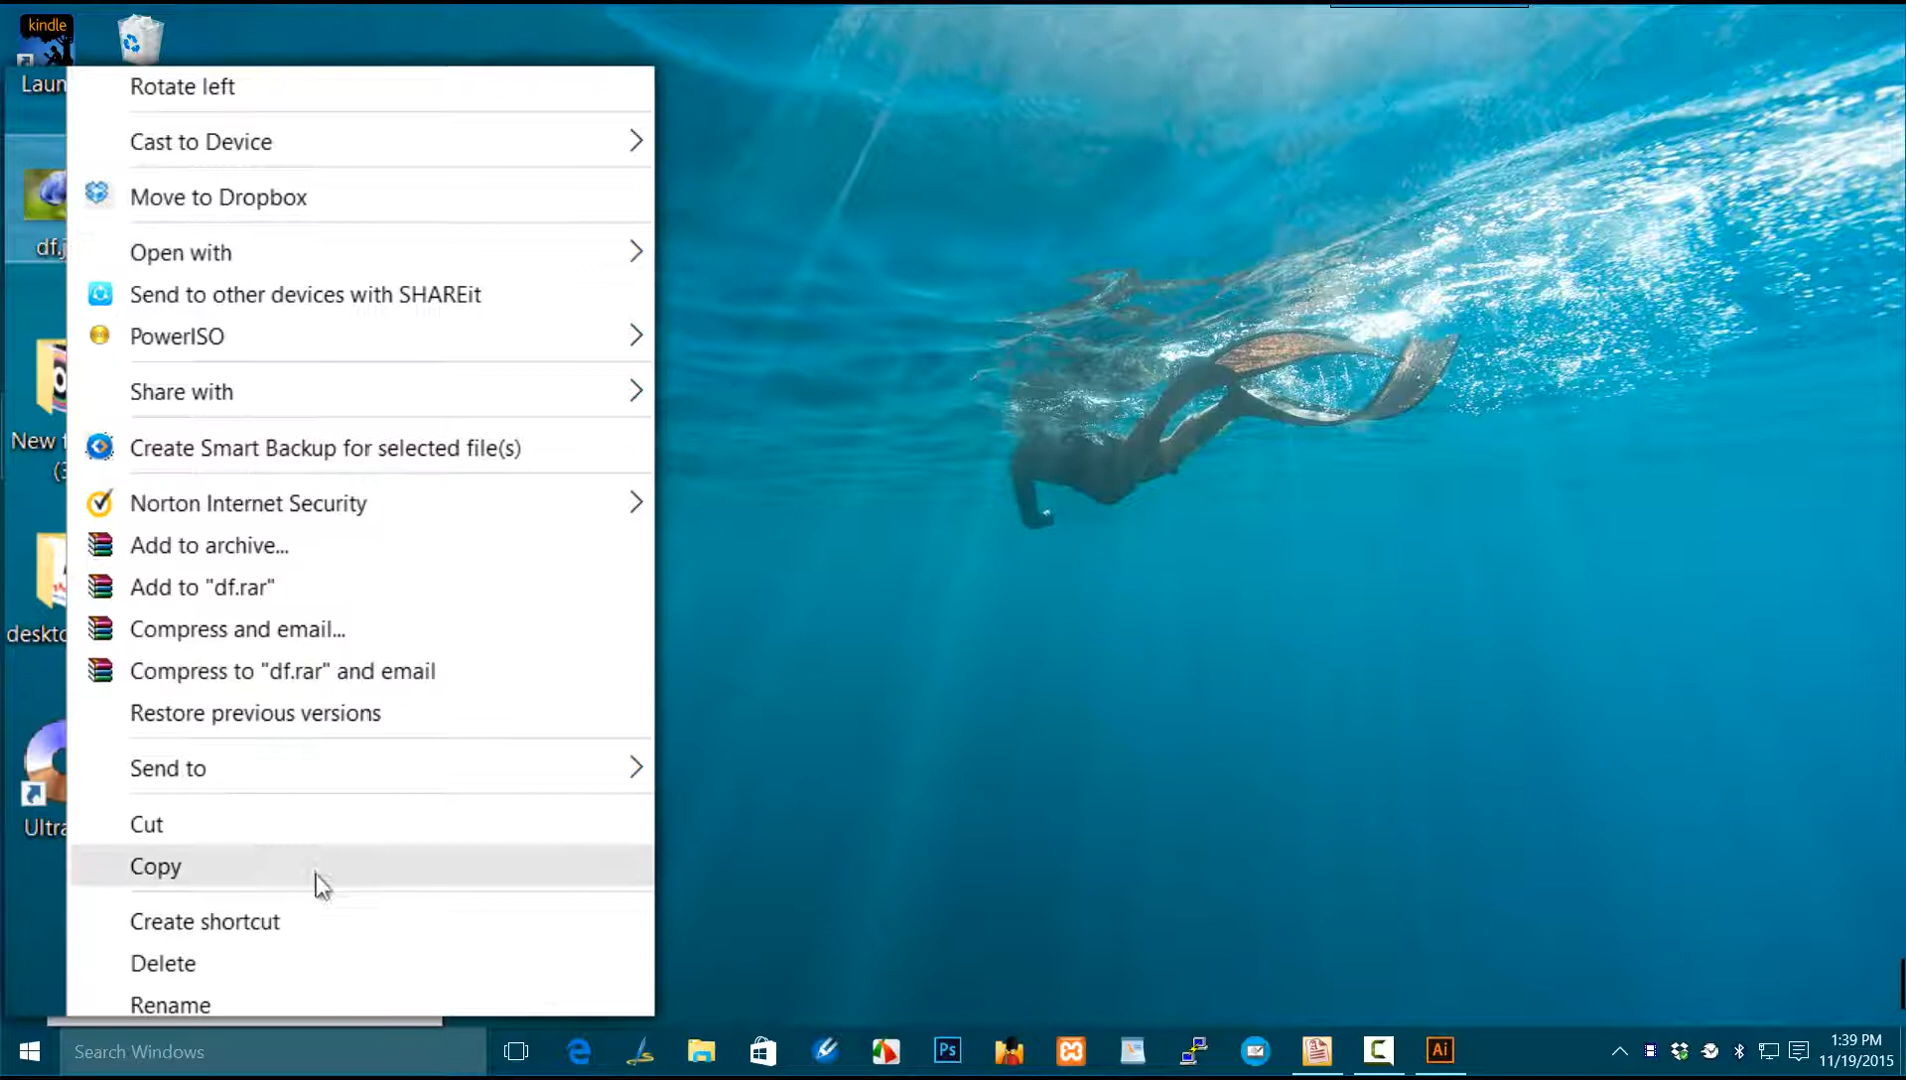 kindle
Laun
df.j
New f
(3
deskto
Ultra
Rotate left
Cast to Device
Move to Dropbox
Open with
Send to other devices with SHAREit
PowerISO
Share with
Create Smart Backup for selected file(s)
Norton Internet Security
Add to archive...
Add to "df.rar"
Compress and email...
Compress to "df.rar" and email
Restore previous versions
Send to
Cut
Copy
Create shortcut
Delete
Rename
Search Windows
Ps
Ai
1:39 PM
11/19/2015